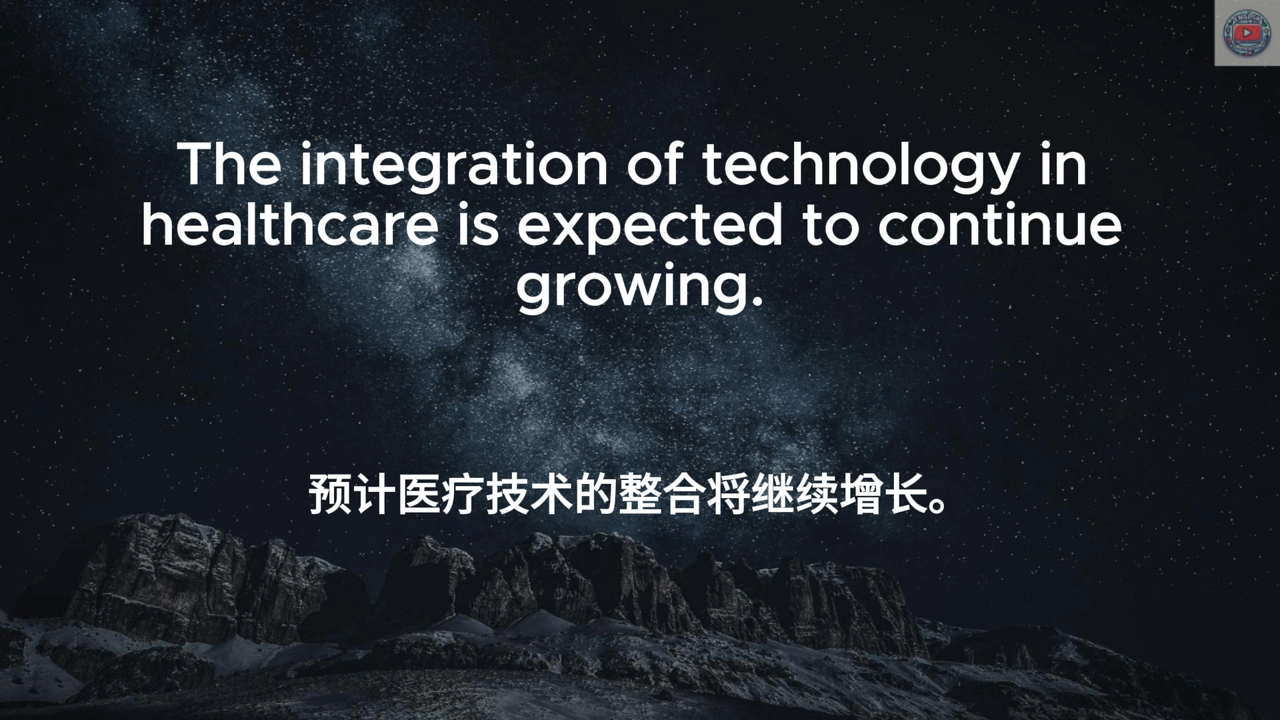 The integration of technology in
healthcare is expected to continue
growing.
预计医疗技术的整合将继续增长。